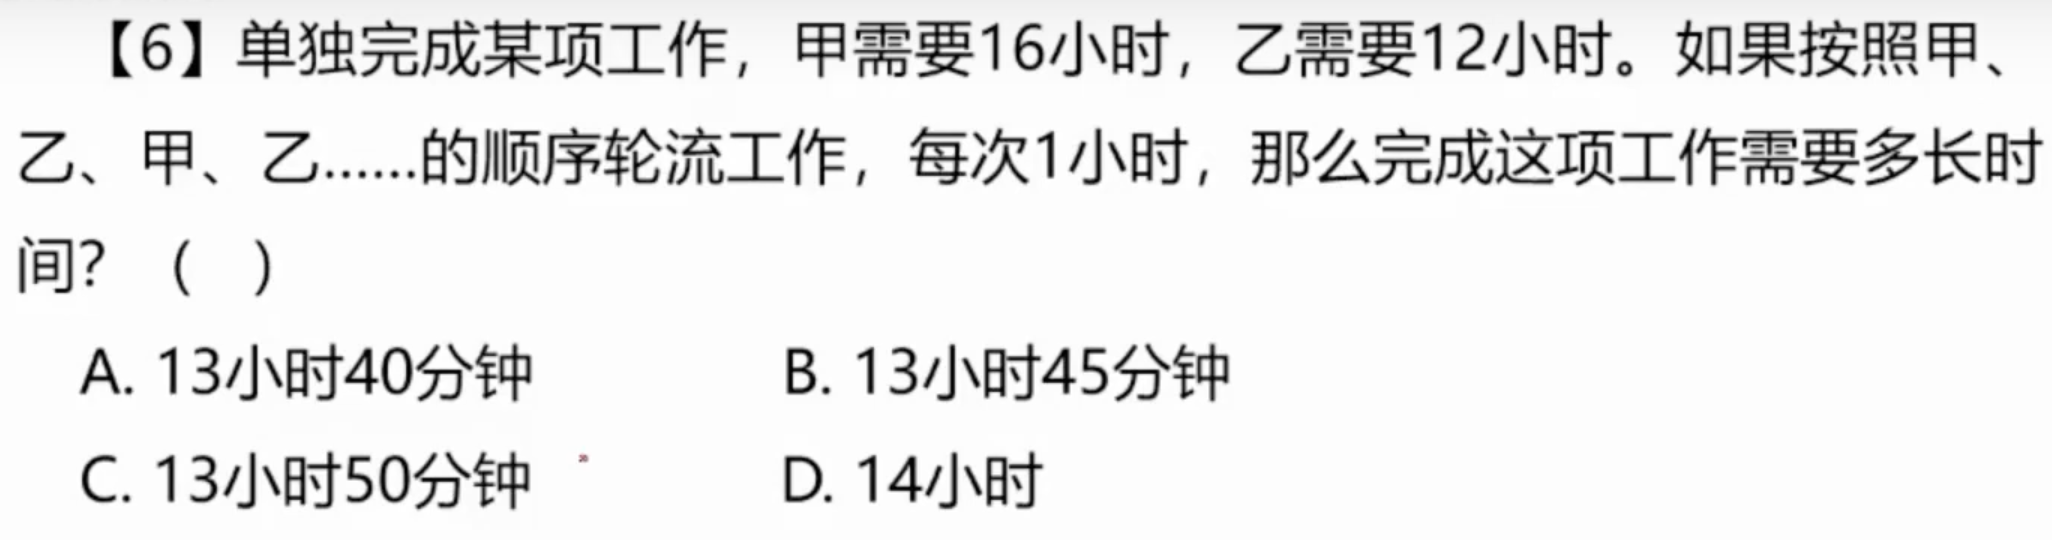 【6】单独完成某项工作，甲需要16小时，乙需要12小时。如果按照甲、
乙、甲、乙......的顺序轮流工作，每次1小时，那么完成这项工作需要多长时
间？（ ）
A. 13小时40分钟 B. 13小时45分钟
C. 13小时50分钟 D. 14小时